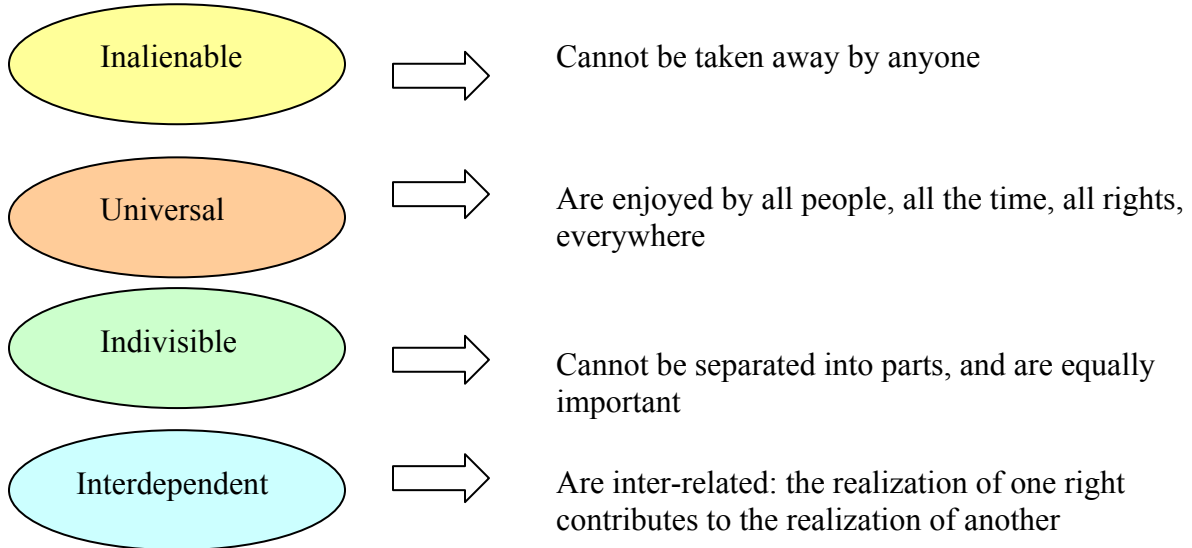 Inalienable
Cannot be taken away by anyone
Universal
Are enjoyed by all people, all the time, all rights,
everywhere
Indivisible
Cannot be separated into parts, and are equally
important
Interdependent
Are inter-related: the realization of one right
contributes to the realization of another